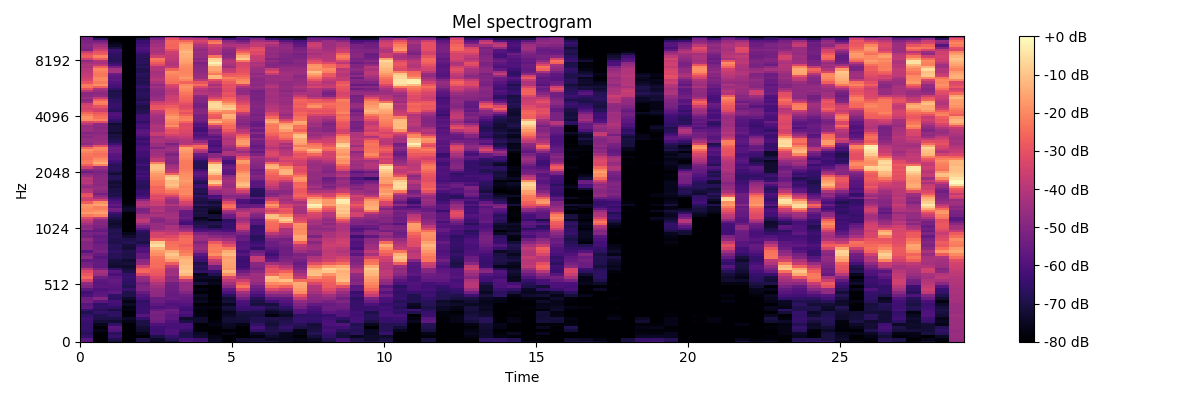 Mel spectrogram
Hz
8192
4096
2048
1024
512
0
0 5 10 15 20 25
Time
+0 dB
-10 dB
-20 dB
-30 dB
-40 dB
-50 dB
-60 dB
-70 dB
-80 dB